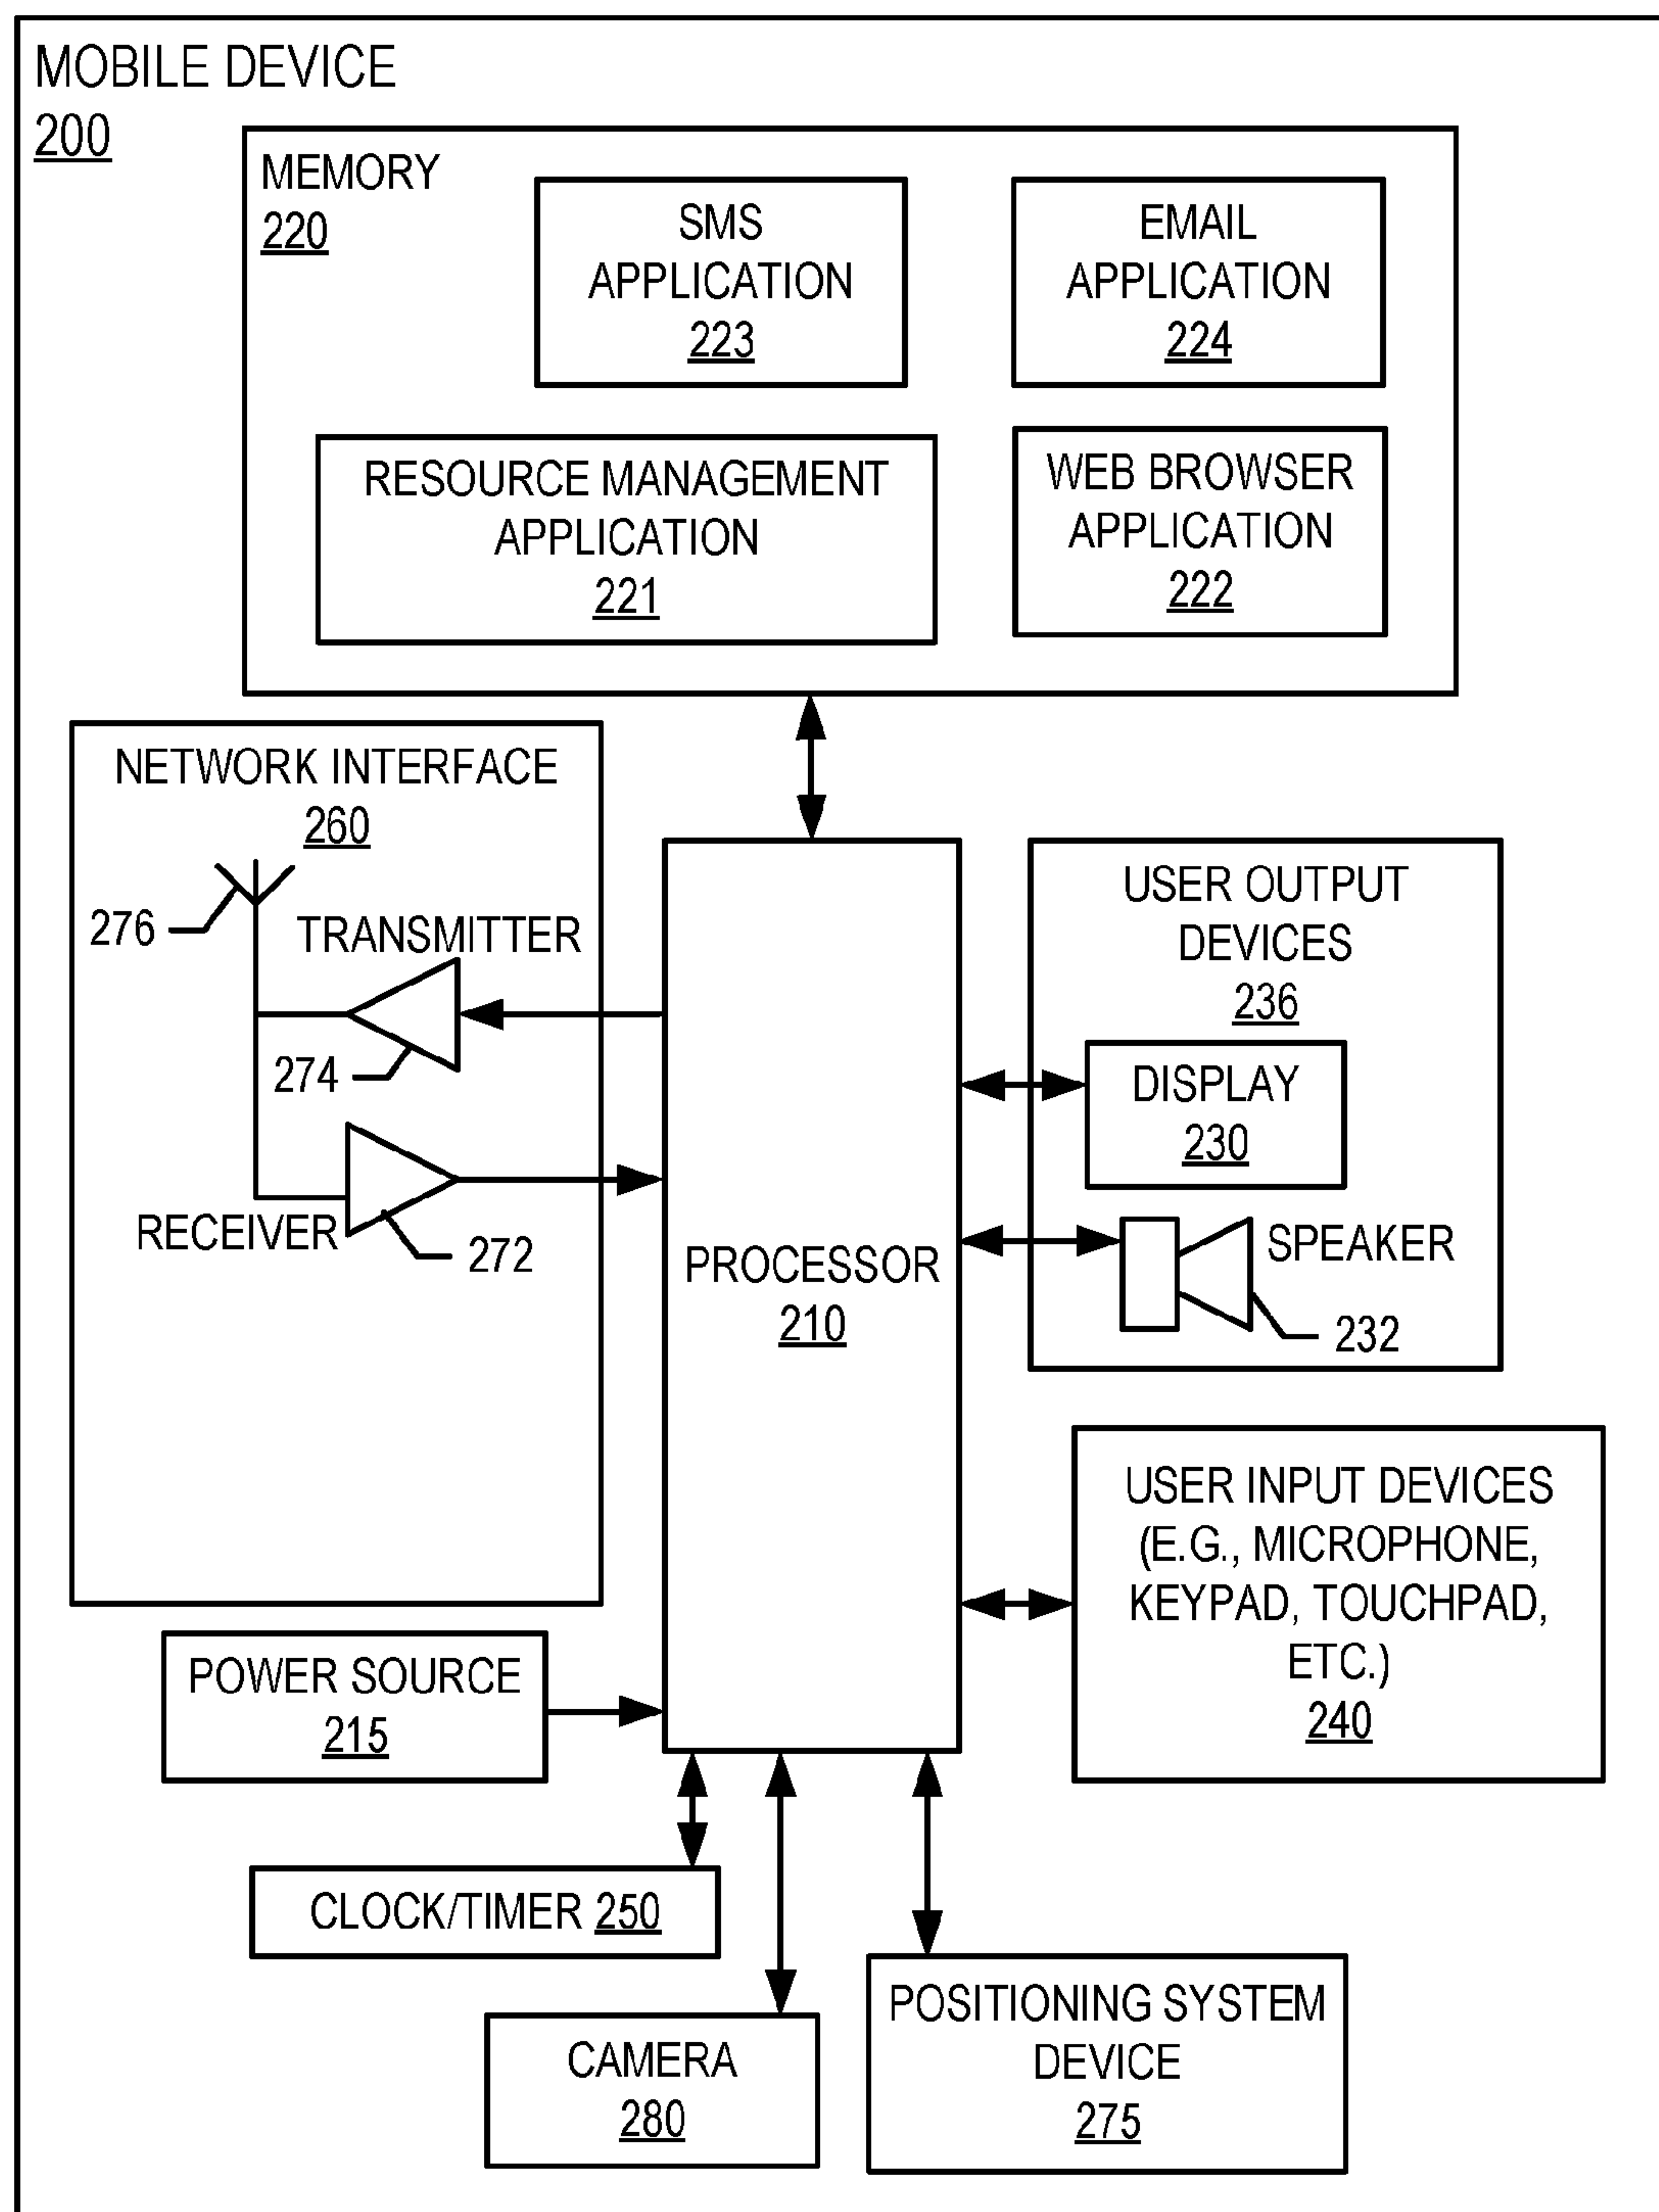 MOBILE DEVICE
200
MEMORY
220
SMS
APPLICATION
223
EMAIL
APPLICATION
224
RESOURCE MANAGEMENT
APPLICATION
221
WEB BROWSER
APPLICATION
222
NETWORK INTERFACE
260
276
TRANSMITTER
274
RECEIVER
272
PROCESSOR
210
USER OUTPUT
DEVICES
236
DISPLAY
230
SPEAKER
232
USER INPUT DEVICES
(E.G., MICROPHONE,
KEYPAD, TOUCHPAD,
ETC.)
240
POWER SOURCE
215
CLOCK/TIMER 250
CAMERA
280
POSITIONING SYSTEM
DEVICE
275